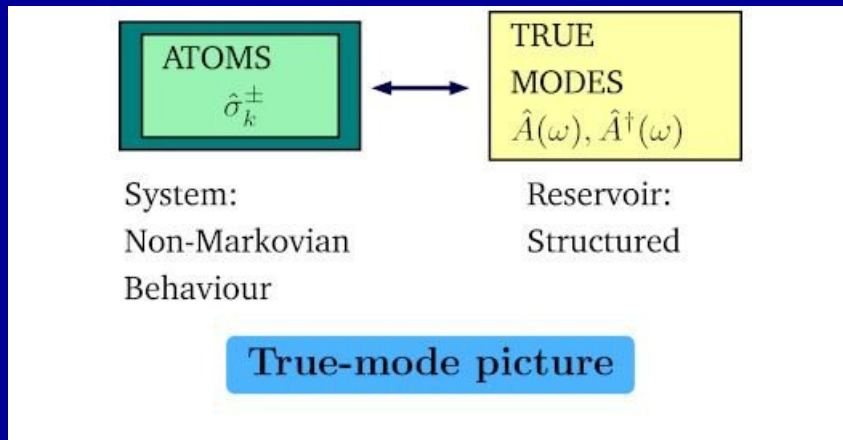 ATOMS
σ̂ₖ^±
TRUE
MODES
Â(ω), Â†(ω)
System:
Non-Markovian
Behaviour
Reservoir:
Structured
True-mode picture